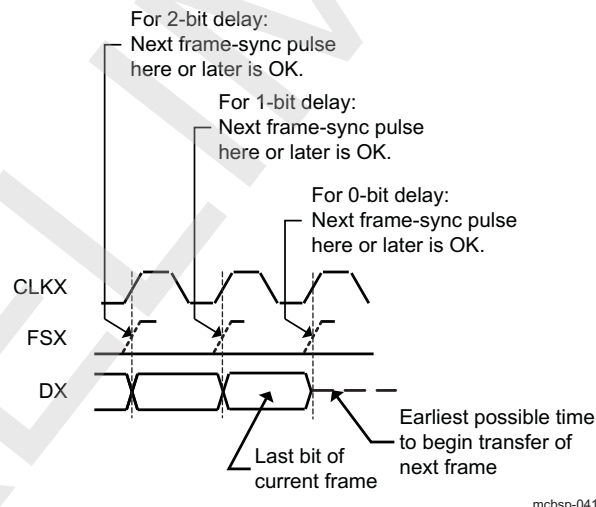 For 2-bit delay:
Next frame-sync pulse
here or later is OK.
For 1-bit delay:
Next frame-sync pulse
here or later is OK.
For 0-bit delay:
Next frame-sync pulse
here or later is OK.
CLKX
FSX
DX
Last bit of
current frame
Earliest possible time
to begin transfer of
next frame
mcbsp-041